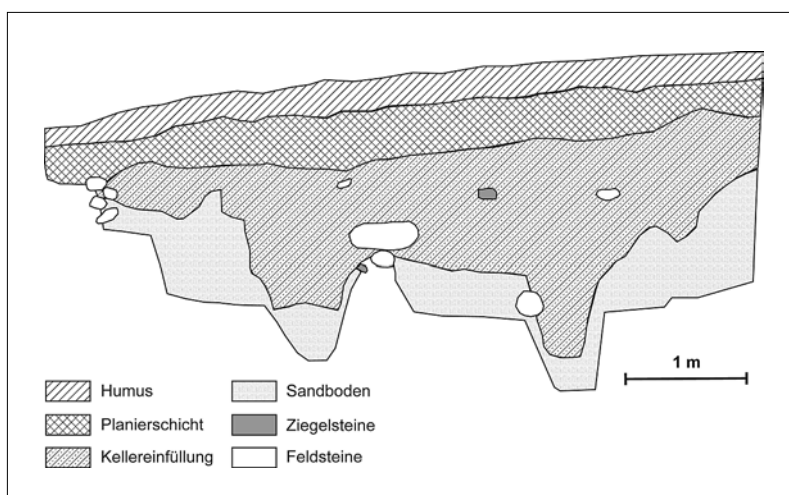 1 m
Humus
Planierschicht
Kellereinfüllung
Sandboden
Ziegelsteine
Feldsteine